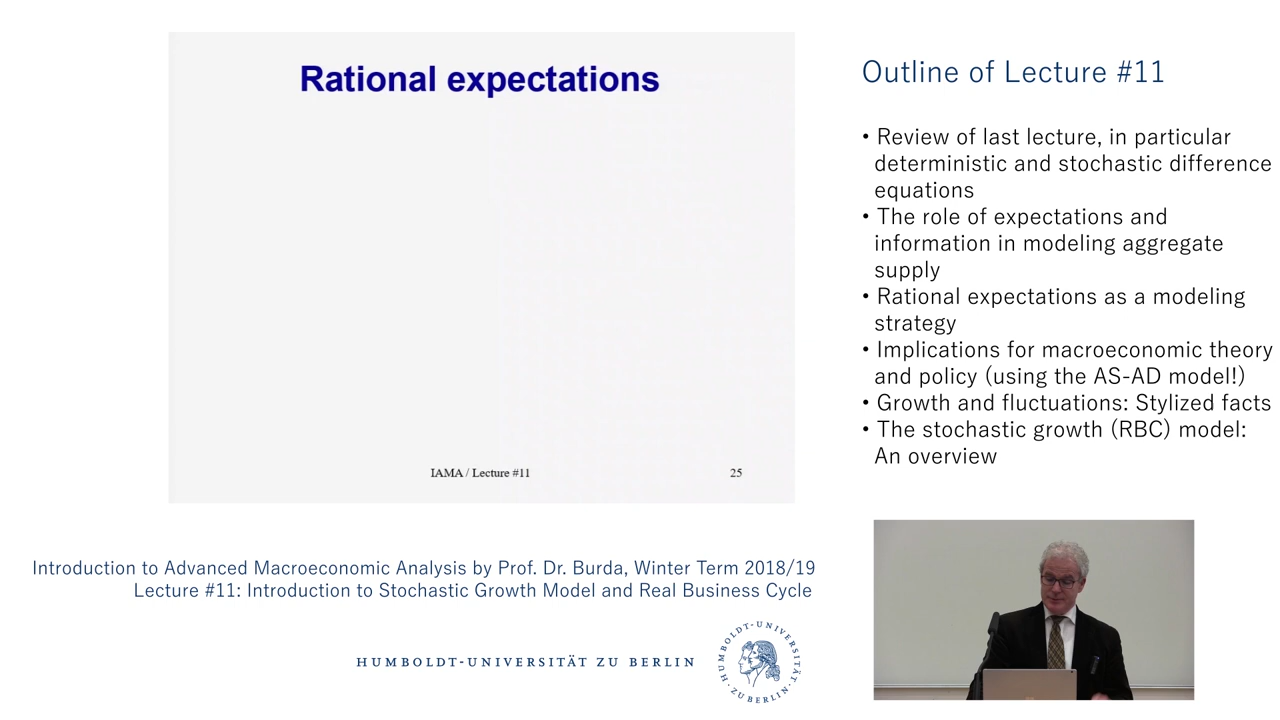 Rational expectations
IAMA / Lecture #11
25
Outline of Lecture #11
• Review of last lecture, in particular
deterministic and stochastic difference
equations
• The role of expectations and
information in modeling aggregate
supply
• Rational expectations as a modeling
strategy
• Implications for macroeconomic theory
and policy (using the AS-AD model!)
• Growth and fluctuations: Stylized facts
• The stochastic growth (RBC) model:
An overview
Introduction to Advanced Macroeconomic Analysis by Prof. Dr. Burda, Winter Term 2018/19
Lecture #11: Introduction to Stochastic Growth Model and Real Business Cycle
HUMBOLDT-UNIVERSITÄT ZU BERLIN
HUMBOLDT-UNIVERSITÄT
·ZU BERLIN·